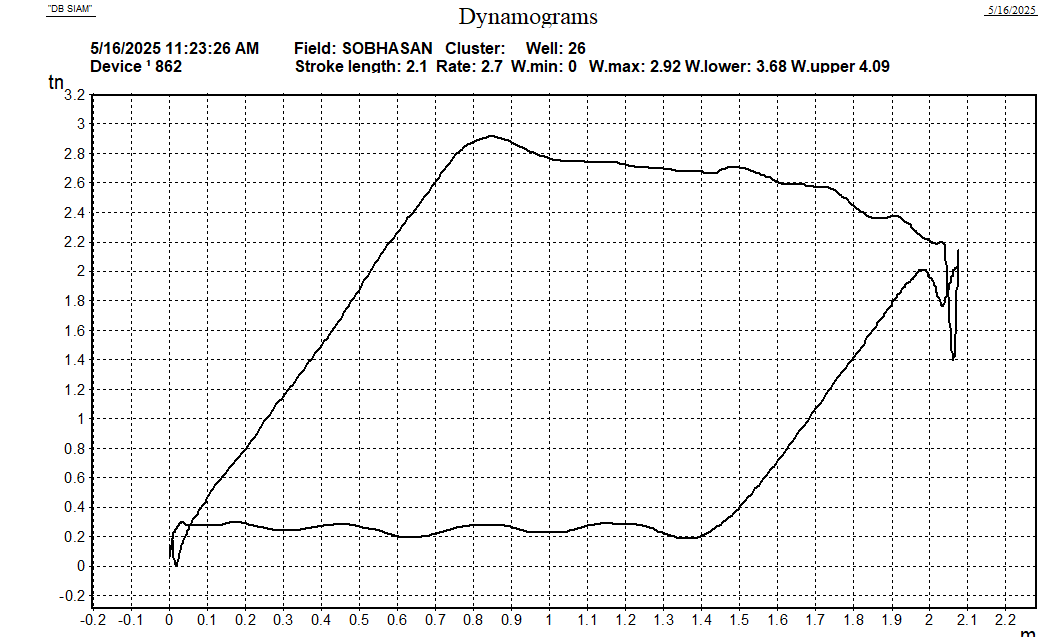 "DB SIAM"
5/16/2025
Dynamograms
5/16/2025 11:23:26 AM Field: SOBHASAN Cluster: Well: 26
Device ¹ 862 Stroke length: 2.1 Rate: 2.7 W.min: 0 W.max: 2.92 W.lower: 3.68 W.upper 4.09
tn
3.2
3
2.8
2.6
2.4
2.2
2
1.8
1.6
1.4
1.2
1
0.8
0.6
0.4
0.2
0
-0.2
-0.2 -0.1 0 0.1 0.2 0.3 0.4 0.5 0.6 0.7 0.8 0.9 1 1.1 1.2 1.3 1.4 1.5 1.6 1.7 1.8 1.9 2 2.1 2.2
m